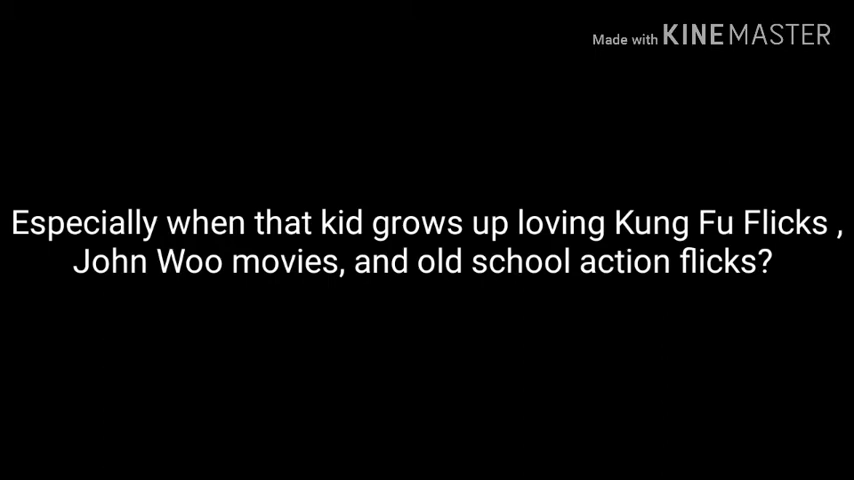 Made with KINEMASTER
Especially when that kid grows up loving Kung Fu Flicks ,
John Woo movies, and old school action flicks?